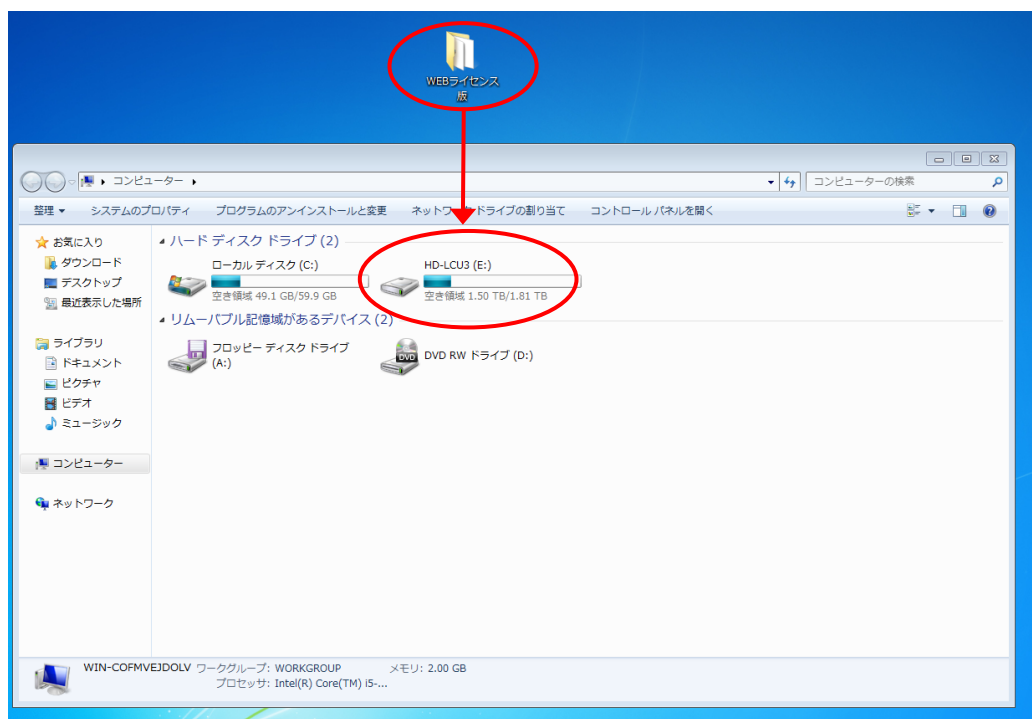 WEBライセンス
版
コンピューター
コンピューターの検索
整理 システムのプロパティ プログラムのアンインストールと変更 ネットワーク ドライブの割り当て コントロール パネルを開く
お気に入り
ダウンロード
デスクトップ
最近表示した場所
ライブラリ
ドキュメント
ピクチャ
ビデオ
ミュージック
コンピューター
ネットワーク
ハード ディスク ドライブ (2)
ローカル ディスク (C:)
空き領域 49.1 GB/59.9 GB
HD-LCU3 (E:)
空き領域 1.50 TB/1.81 TB
リムーバブル記憶域があるデバイス (2)
フロッピー ディスク ドライブ
(A:)
DVD
DVD RW ドライブ (D:)
WIN-COFMVEJDOLV ワークグループ: WORKGROUP メモリ: 2.00 GB
プロセッサ: Intel(R) Core(TM) i5-...